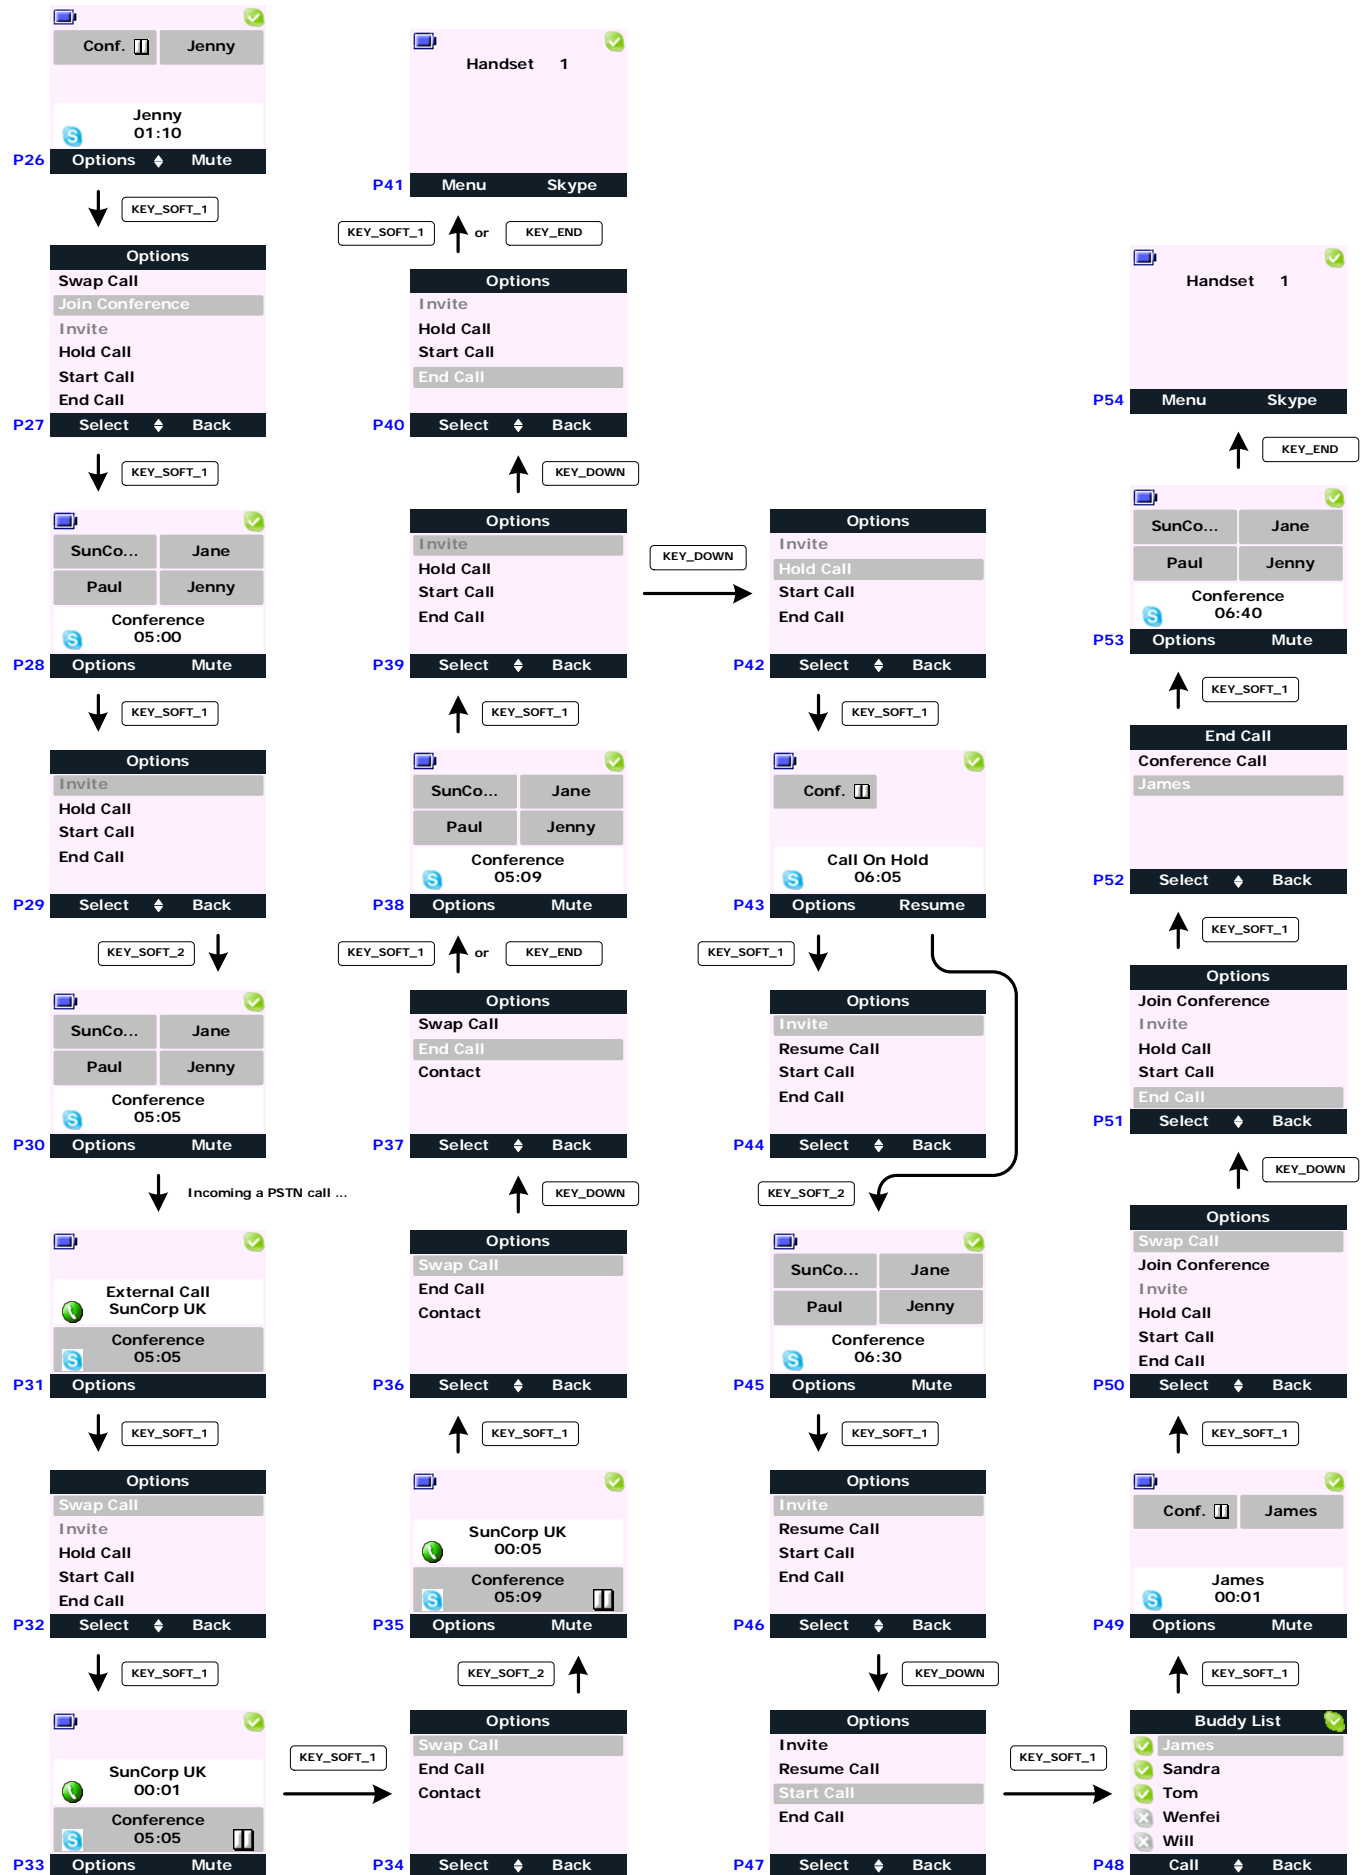 Conf. Jenny
Jenny
01:10
P26 Options Mute
KEY_SOFT_1
Options
Swap Call
Join Conference
Invite
Hold Call
Start Call
End Call
P27 Select Back
KEY_SOFT_1
SunCo... Jane
Paul Jenny
Conference
05:00
P28 Options Mute
KEY_SOFT_1
Options
Invite
Hold Call
Start Call
End Call
P29 Select Back
KEY_SOFT_2
SunCo... Jane
Paul Jenny
Conference
05:05
P30 Options Mute
Incoming a PSTN call ...
External Call
SunCorp UK
Conference
05:05
P31 Options
KEY_SOFT_1
Options
Swap Call
Invite
Hold Call
Start Call
End Call
P32 Select Back
KEY_SOFT_1
SunCorp UK
00:01
Conference
05:05
P33 Options Mute
KEY_SOFT_1
Options
Swap Call
End Call
Contact
P34 Select Back
KEY_SOFT_2
SunCorp UK
00:05
Conference
05:09
P35 Options Mute
KEY_SOFT_1
Options
Swap Call
End Call
Contact
P36 Select Back
KEY_DOWN
Options
Swap Call
End Call
Contact
P37 Select Back
KEY_SOFT_1 or KEY_END
SunCo... Jane
Paul Jenny
Conference
05:09
P38 Options Mute
KEY_SOFT_1
Options
Invite
Hold Call
Start Call
End Call
P39 Select Back
KEY_DOWN
Options
Invite
Hold Call
Start Call
End Call
P40 Select Back
KEY_SOFT_1 or KEY_END
Handset 1
P41 Menu Skype
KEY_DOWN
Options
Invite
Hold Call
Start Call
End Call
P42 Select Back
KEY_SOFT_1
Conf.
Call On Hold
06:05
P43 Options Resume
KEY_SOFT_1
Options
Invite
Resume Call
Start Call
End Call
P44 Select Back
KEY_SOFT_2
SunCo... Jane
Paul Jenny
Conference
06:30
P45 Options Mute
KEY_SOFT_1
Options
Invite
Resume Call
Start Call
End Call
P46 Select Back
KEY_DOWN
Options
Invite
Resume Call
Start Call
End Call
P47 Select Back
KEY_SOFT_1
Buddy List
James
Sandra
Tom
Wenfei
Will
P48 Call Back
KEY_SOFT_1
Conf. James
James
00:01
P49 Options Mute
KEY_SOFT_1
Options
Swap Call
Join Conference
Invite
Hold Call
Start Call
End Call
P50 Select Back
KEY_DOWN
Options
Join Conference
Invite
Hold Call
Start Call
End Call
P51 Select Back
KEY_SOFT_1
End Call
Conference Call
James
P52 Select Back
KEY_SOFT_1
SunCo... Jane
Paul Jenny
Conference
06:40
P53 Options Mute
KEY_END
Handset 1
P54 Menu Skype